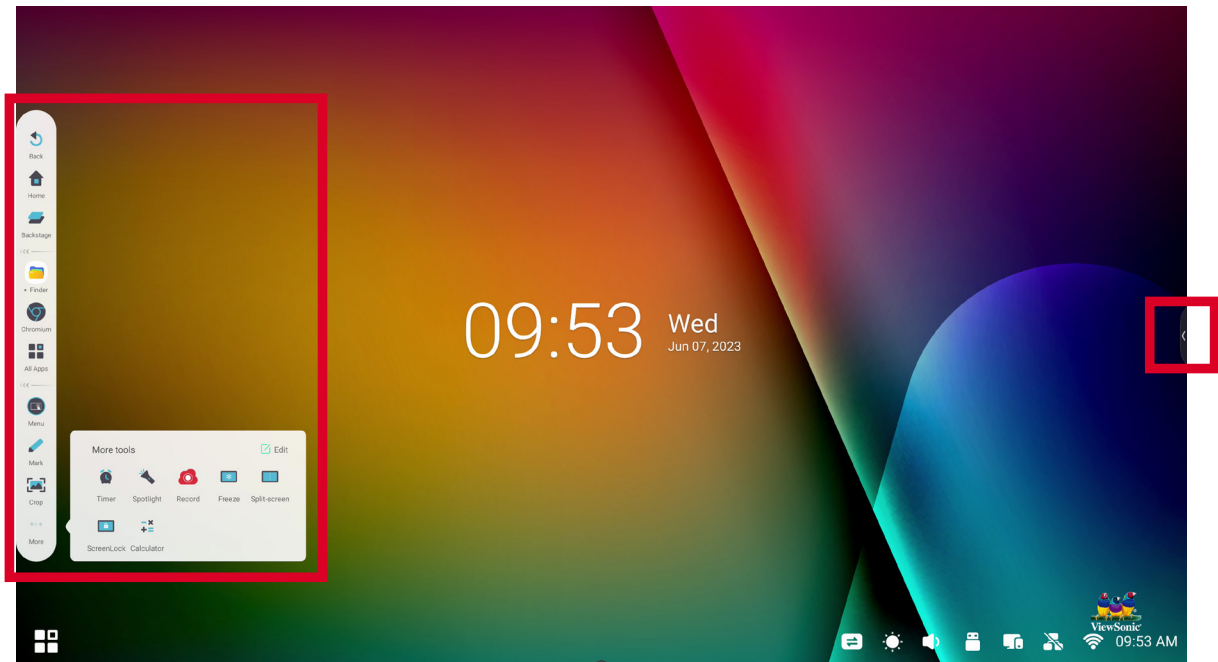 Back
Home
Backstage
• Finder
Chromium
All Apps
Menu
Mark
Crop
More
More tools
Edit
Timer Spotlight Record Freeze Split-screen
ScreenLock Calculator
09:53
Wed
Jun 07, 2023
ViewSonic
09:53 AM